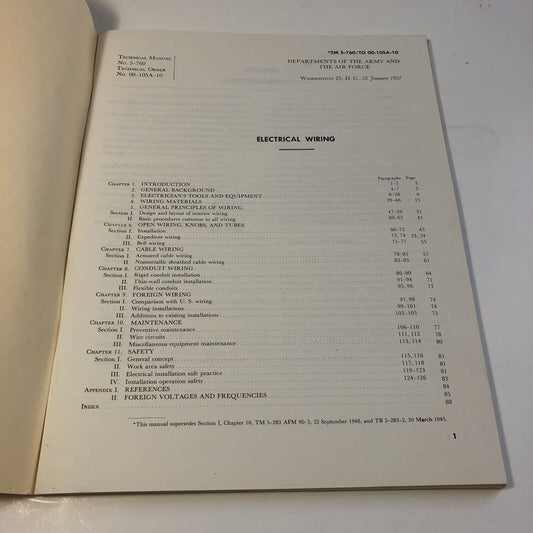 *TM 5-760/TO 00-105A-10
TECHNICAL MANUAL
No. 5-760
TECHNICAL ORDER
No. 00-105A-10
DEPARTMENTS OF THE ARMY AND
THE AIR FORCE
WASHINGTON 25, D. C., 22 January 1957
ELECTRICAL WIRING
Paragraphs Page
CHAPTER 1. INTRODUCTION 1-3 2
2. GENERAL BACKGROUND 4-7 3
3. ELECTRICIAN'S TOOLS AND EQUIPMENT 8-28 6
4. WIRING MATERIALS 29-46 15
5. GENERAL PRINCIPLES OF WIRING
Section I. Design and layout of interior wiring 47-59 31
II. Basic procedures common to all wiring 60-65 41
CHAPTER 6. OPEN WIRING, KNOBS, AND TUBES
Section I. Installation 66-72 45
II. Expedient wiring 73, 74 53, 54
III. Bell wiring 75-77 55
CHAPTER 7. CABLE WIRING
Section I. Armored cable wiring 78-81 57
II. Nonmetallic sheathed cable wiring 82-85 61
CHAPTER 8. CONDUIT WIRING
Section I. Rigid conduit installation 86-90 64
II. Thin-wall conduit installation 91-94 71
III. Flexible conduits 95, 96 73
CHAPTER 9. FOREIGN WIRING
Section I. Comparison with U. S. wiring 97, 98 74
II. Wiring installations 99-101 74
III. Additions to existing installations 102-105 75
CHAPTER 10. MAINTENANCE
Section I. Preventive maintenance 106-110 77
II. Wire circuits 111, 112 78
III. Miscellaneous equipment maintenance 113, 114 80
CHAPTER 11. SAFETY
Section I. General concept 115, 116 81
II. Work area safety 117, 118 81
III. Electrical installation safe practice 119-123 81
IV. Installation operation safety 124-126 83
APPENDIX I. REFERENCES 84
II. FOREIGN VOLTAGES AND FREQUENCIES 85
INDEX 88
*This manual supersedes Section I, Chapter 10, TM 5-283 AFM 90-3, 22 September 1948, and TB 5-283-2, 30 March 1945.
1